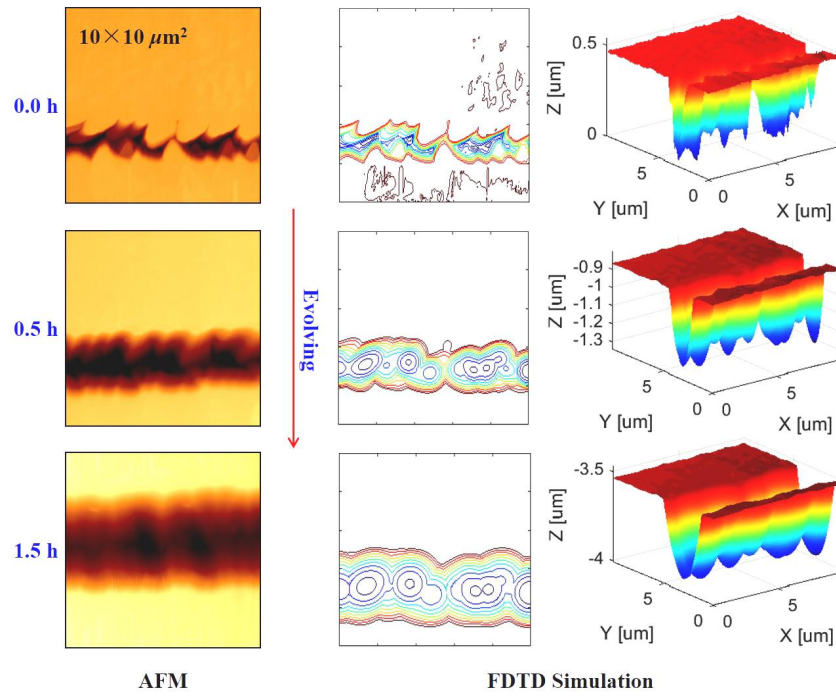 10×10 μm²
0.0 h
0.5
0
Z [um]
5
0
Y [um]
0
5
X [um]
0.5 h
Evolving
-0.9
-1
-1.1
-1.2
-1.3
Z [um]
5
0
Y [um]
0
5
X [um]
1.5 h
-3.5
-4
Z [um]
5
0
Y [um]
0
5
X [um]
AFM
FDTD Simulation